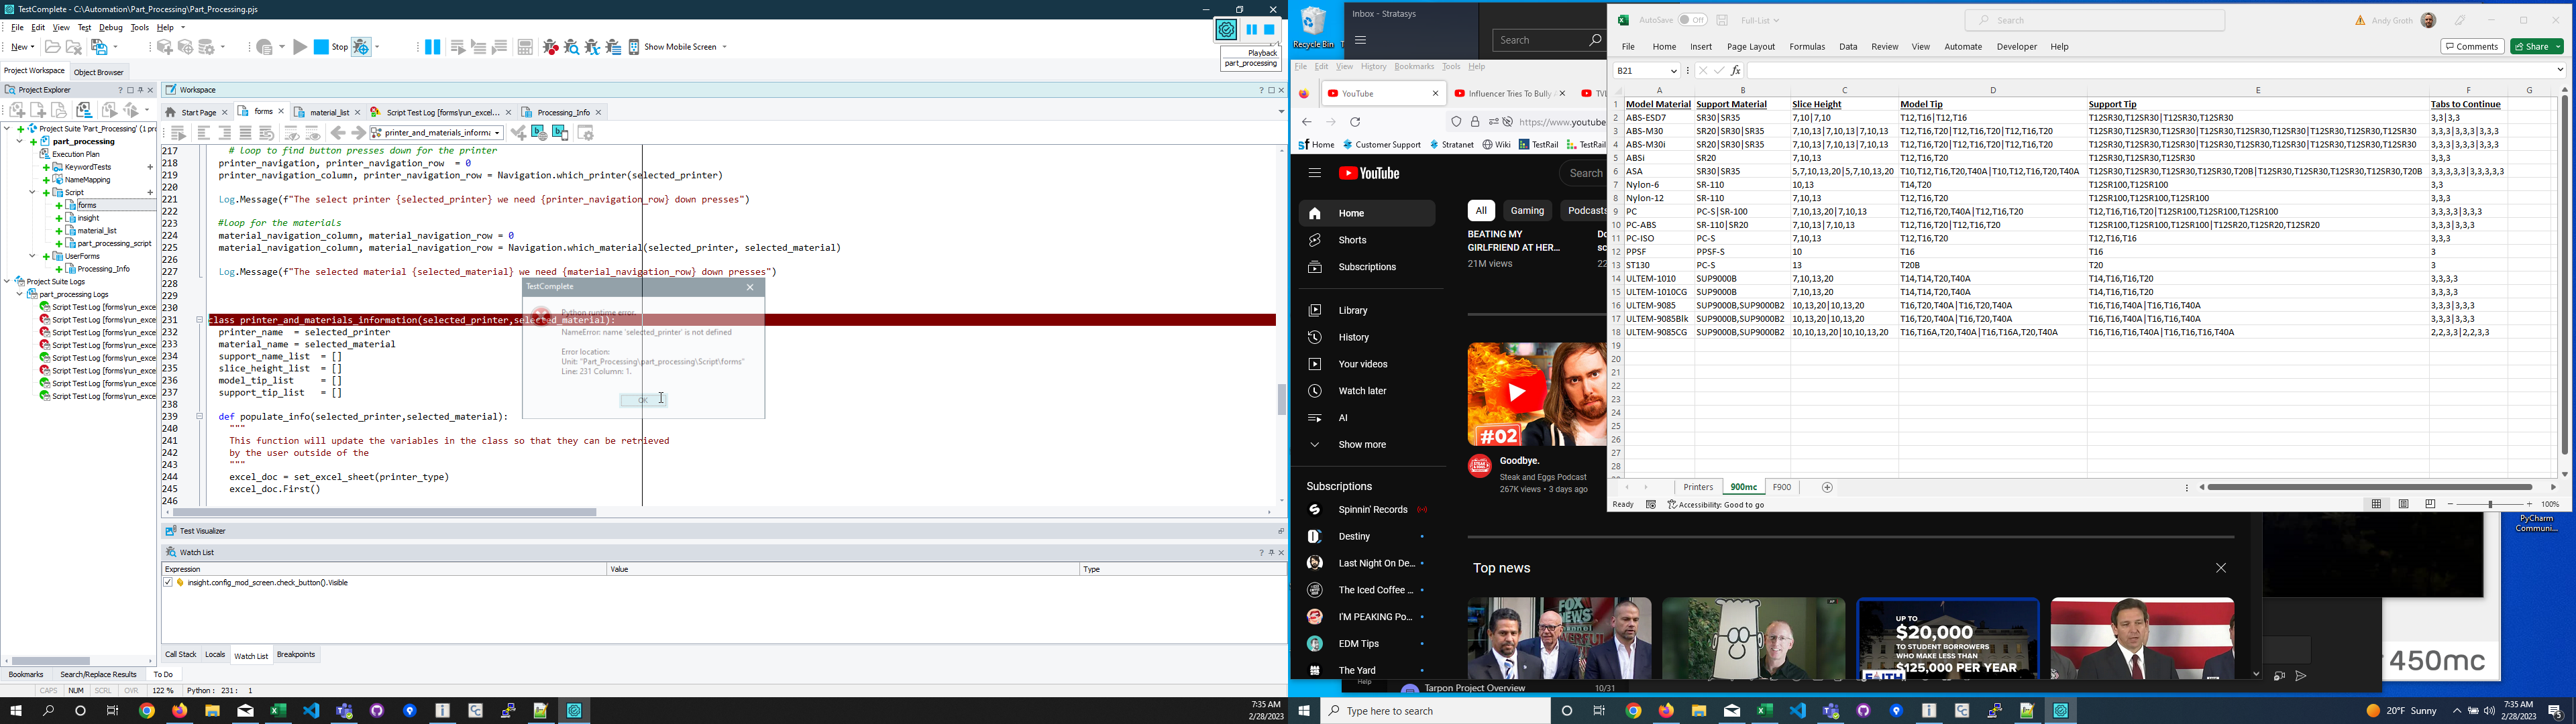 TestComplete - C:\Automation\Part_Processing\Part_Processing.pjs
File Edit View Test Debug Tools Help
New
Stop
Show Mobile Screen
Playback
part_processing
Project Workspace
Object Browser
Project Explorer
Project Suite 'Part_Processing' (1 pr
part_processing
Execution Plan
KeywordTests
NameMapping
Script
forms
insight
material_list
part_processing_script
UserForms
Processing_Info
Project Suite Logs
part_processing Logs
Script Test Log [forms\run_exce
Script Test Log [forms\run_exce
Script Test Log [forms\run_exce
Script Test Log [forms\run_exce
Script Test Log [forms\run_exce
Script Test Log [forms\run_exce
Script Test Log [forms\run_exce
Script Test Log [forms\run_exce
Workspace
Start Page
forms
material_list
Script Test Log [forms\run_excel...
Processing_Info
printer_and_materials_informa
217 # loop to find button presses down for the printer
218 printer_navigation, printer_navigation_row = 0
219 printer_navigation_column, printer_navigation_row = Navigation.which_printer(selected_printer)
220
221 Log.Message(f"The select printer {selected_printer} we need {printer_navigation_row} down presses")
222
223 #loop for the materials
224 material_navigation_column, material_navigation_row = 0
225 material_navigation_column, material_navigation_row = Navigation.which_material(selected_printer, selected_material)
226
227 Log.Message(f"The selected material {selected_material} we need {material_navigation_row} down presses")
228
229
230
231 class printer_and_materials_information(selected_printer,selected_material):
232 printer_name = selected_printer
233 material_name = selected_material
234 support_name_list = []
235 slice_height_list = []
236 model_tip_list = []
237 support_tip_list = []
238
239 def populate_info(selected_printer,selected_material):
240 """
241 This function will update the variables in the class so that they can be retrieved
242 by the user outside of the
243 """
244 excel_doc = set_excel_sheet(printer_type)
245 excel_doc.First()
246
TestComplete
Python runtime error.
NameError: name 'selected_printer' is not defined
Error location:
Unit: "Part_Processing\part_processing\Script\forms"
Line: 231 Column: 1.
OK
Test Visualizer
Watch List
Expression Value Type
insight.config_mod_screen.check_button().Visible
Call Stack Locals Watch List Breakpoints
Bookmarks Search/Replace Results To Do
CAPS NUM SCRL OVR 122 % Python : 231 : 1
7:35 AM
2/28/2023
Recycle Bin
Inbox - Stratasys
Search
File Edit View History Bookmarks Tools Help
YouTube
Influencer Tries To Bully
https://www.youtube
Home Customer Support Stratanet Wiki TestRail TestRail
YouTube
Search
Home
Shorts
Subscriptions
Library
History
Your videos
Watch later
AI
Show more
Subscriptions
Spinnin' Records
Destiny
Last Night On De...
The Iced Coffee ...
I'M PEAKING Po...
EDM Tips
The Yard
Help
All Gaming Podcasts
BEATING MY
GIRLFRIEND AT HER...
21M views
Do
sc
#02
Goodbye.
Steak and Eggs Podcast
267K views • 3 days ago
Top news
FOX
NEWS
UP TO
$20,000
TO STUDENT BORROWERS
WHO MAKE LESS THAN
$125,000 PER YEAR
Tarpon Project Overview 10/31
AutoSave Off Full-List Search Andy Groth
File Home Insert Page Layout Formulas Data Review View Automate Developer Help Comments Share
B21
fx
A B C D E F G
1 Model Material Support Material Slice Height Model Tip Support Tip Tabs to Continue
2 ABS-ESD7 SR30|SR35 7,10|7,10 T12,T16|T12,T16 T12SR30,T12SR30|T12SR30,T12SR30 3,3|3,3
3 ABS-M30 SR20|SR30|SR35 7,10,13|7,10,13|7,10,13 T12,T16,T20|T12,T16,T20|T12,T16,T20 T12SR30,T12SR30,T12SR30|T12SR30,T12SR30,T12SR30|T12SR30,T12SR30,T12SR30 3,3,3|3,3,3|3,3,3
4 ABS-M30i SR20|SR30|SR35 7,10,13|7,10,13|7,10,13 T12,T16,T20|T12,T16,T20|T12,T16,T20 T12SR30,T12SR30,T12SR30|T12SR30,T12SR30,T12SR30|T12SR30,T12SR30,T12SR30 3,3,3|3,3,3|3,3,3
5 ABSi SR20 7,10,13 T12,T16,T20 T12SR30,T12SR30,T12SR30 3,3,3
6 ASA SR30|SR35 5,7,10,13,20|5,7,10,13,20 T10,T12,T16,T20,T40A|T10,T12,T16,T20,T40A T12SR30,T12SR30,T12SR30,T12SR30,T20B|T12SR30,T12SR30,T12SR30,T12SR30,T20B 3,3,3,3,3|3,3,3,3,3
7 Nylon-6 SR-110 10,13 T14,T20 T12SR100,T12SR100 3,3
8 Nylon-12 SR-110 7,10,13 T12,T16,T20 T12SR100,T12SR100,T12SR100 3,3,3
9 PC PC-S|SR-100 7,10,13,20|7,10,13 T12,T16,T20,T40A|T12,T16,T20 T12,T16,T16,T20|T12SR100,T12SR100,T12SR100 3,3,3,3|3,3,3
10 PC-ABS SR-110|SR20 7,10,13|7,10,13 T12,T16,T20|T12,T16,T20 T12SR100,T12SR100,T12SR100|T12SR20,T12SR20,T12SR20 3,3,3|3,3,3
11 PC-ISO PC-S 7,10,13 T12,T16,T20 T12,T16,T16 3,3,3
12 PPSF PPSF-S 10 T16 T16 3
13 ST130 PC-S 13 T20B T20 3
14 ULTEM-1010 SUP9000B 7,10,13,20 T14,T14,T20,T40A T14,T16,T16,T20 3,3,3,3
15 ULTEM-1010CG SUP9000B 7,10,13,20 T14,T14,T20,T40A T14,T16,T16,T20 3,3,3,3
16 ULTEM-9085 SUP9000B,SUP9000B2 10,13,20|10,13,20 T16,T20,T40A|T16,T20,T40A T16,T16,T40A|T16,T16,T40A 3,3,3|3,3,3
17 ULTEM-9085Blk SUP9000B,SUP9000B2 10,13,20|10,13,20 T16,T20,T40A|T16,T20,T40A T16,T16,T40A|T16,T16,T40A 3,3,3|3,3,3
18 ULTEM-9085CG SUP9000B,SUP9000B2 10,10,13,20|10,10,13,20 T16,T16A,T20,T40A|T16,T16A,T20,T40A T16,T16,T16,T40A|T16,T16,T16,T40A 2,2,3,3|2,2,3,3
19
20
21
22
23
24
25
26
27
28
Printers 900mc F900
Ready Accessibility: Good to go 100%
PyCharm
Communi...
450mc
Type here to search
20°F Sunny
7:35 AM
2/28/2023